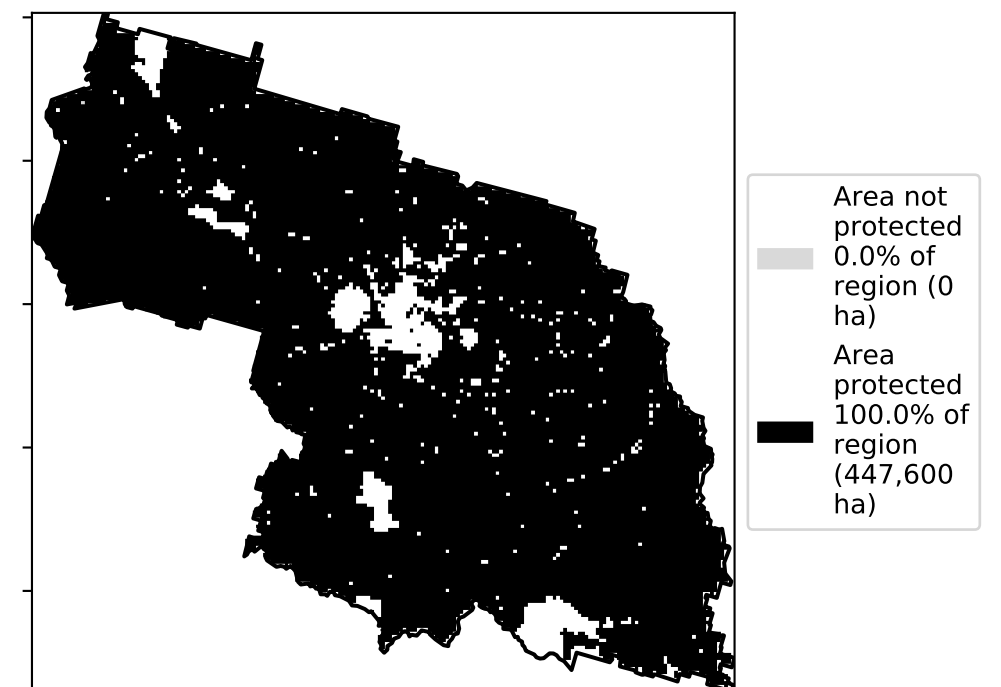 Area not
protected
0.0% of
region (0
ha)
Area
protected
100.0% of
region
(447,600
ha)